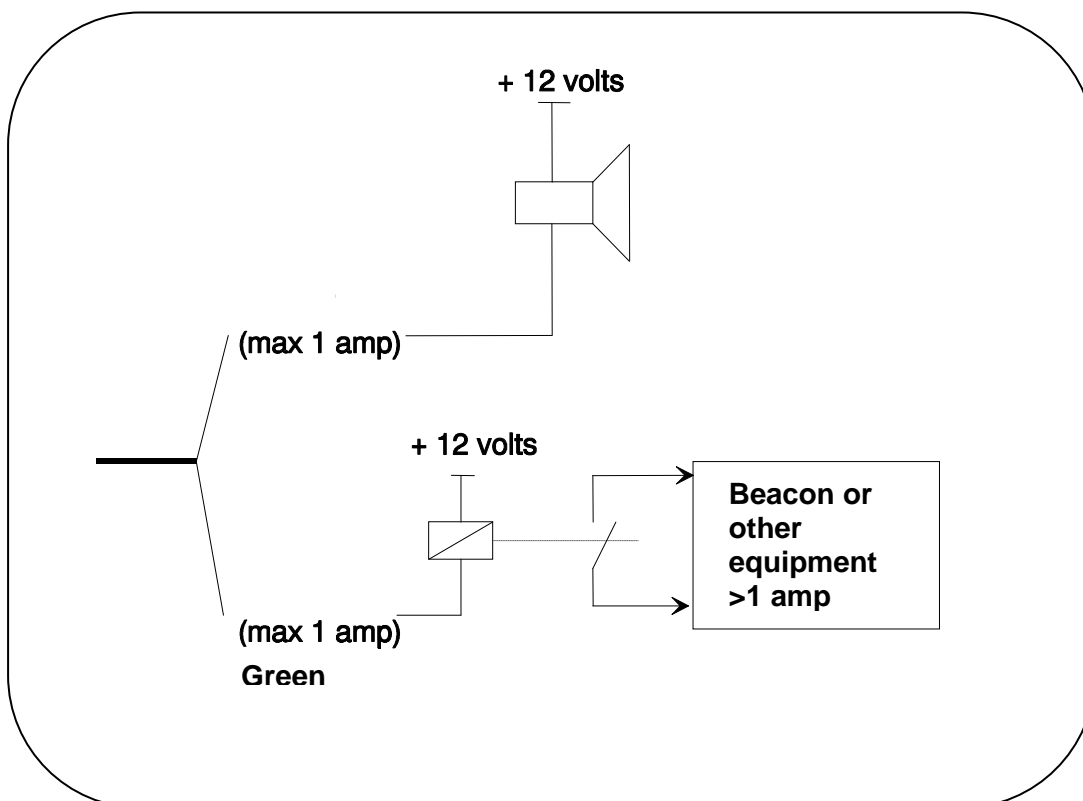 + 12 volts
(max 1 amp)
+ 12 volts
Beacon or
other
equipment
>1 amp
(max 1 amp)
Green